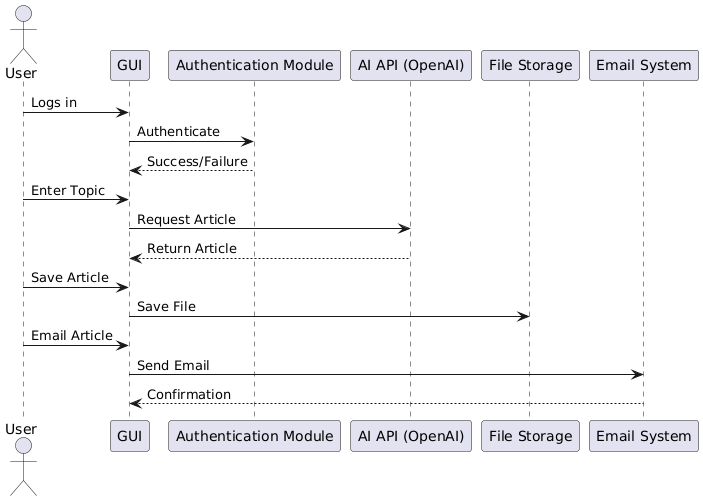 User
GUI
Authentication Module
AI API (OpenAI)
File Storage
Email System
Logs in
Authenticate
Success/Failure
Enter Topic
Request Article
Return Article
Save Article
Save File
Email Article
Send Email
Confirmation
User
GUI
Authentication Module
AI API (OpenAI)
File Storage
Email System